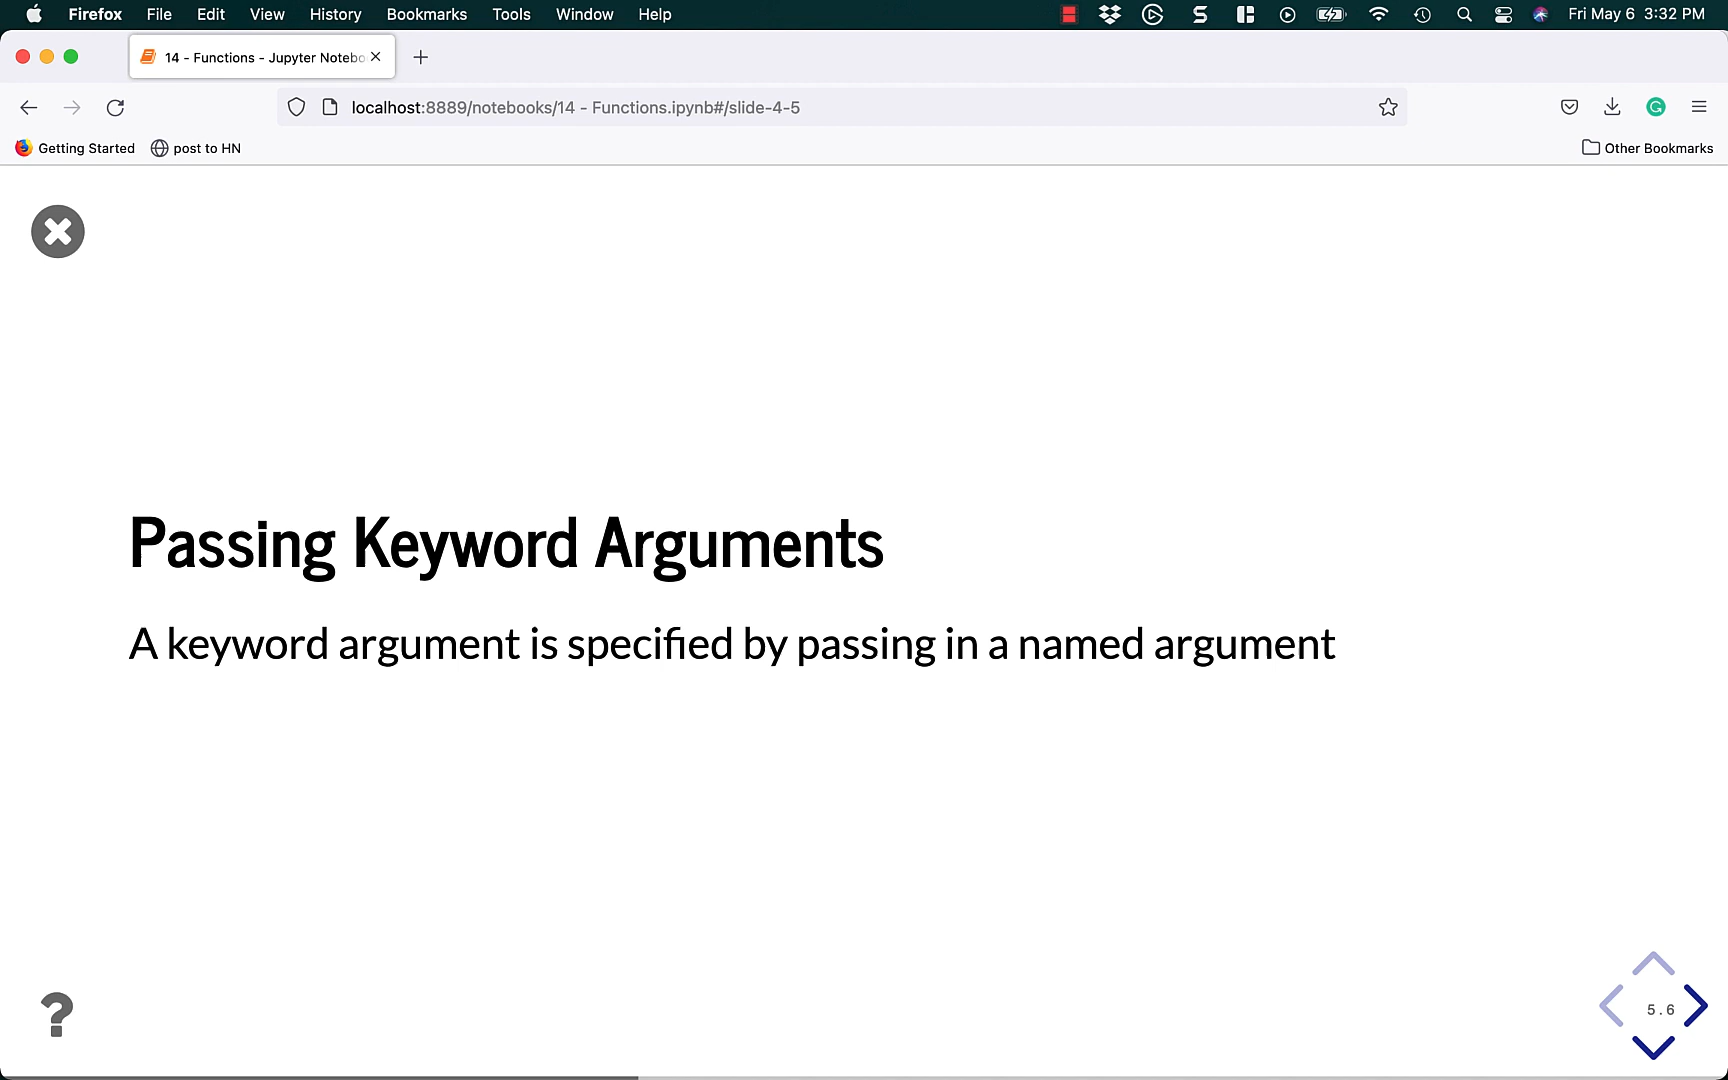 Firefox File Edit View History Bookmarks Tools Window Help Fri May 6 3:32 PM
14 - Functions - Jupyter Notebo
localhost:8889/notebooks/14 - Functions.ipynb#/slide-4-5
Getting Started post to HN Other Bookmarks
Passing Keyword Arguments
A keyword argument is specified by passing in a named argument
?
5.6